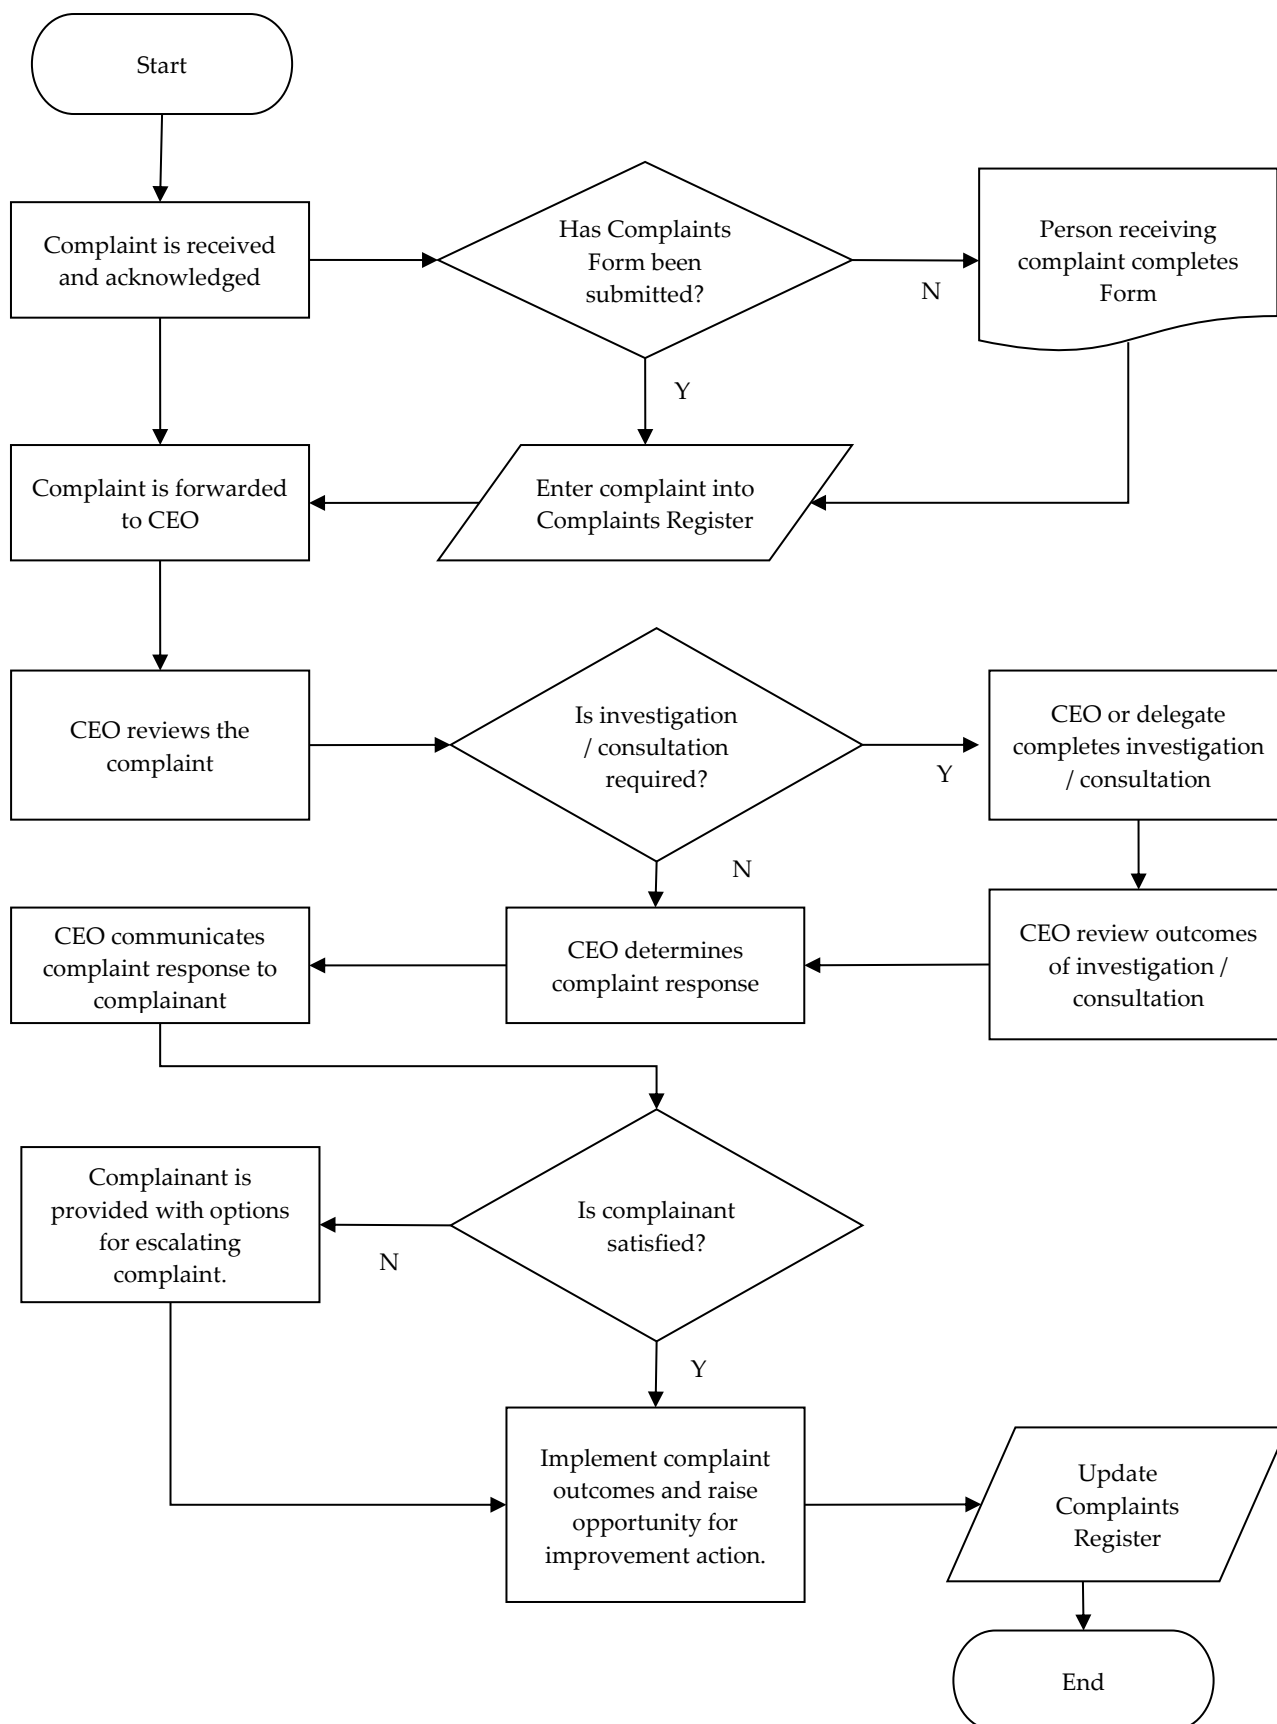 Start
Complaint is received
and acknowledged
Has Complaints
Form been
submitted?
N
Person receiving
complaint completes
Form
Y
Complaint is forwarded
to CEO
Enter complaint into
Complaints Register
CEO reviews the
complaint
Is investigation
/ consultation
required?
Y
CEO or delegate
completes investigation
/ consultation
N
CEO communicates
complaint response to
complainant
CEO determines
complaint response
CEO review outcomes
of investigation /
consultation
Complainant is
provided with options
for escalating
complaint.
N
Is complainant
satisfied?
Y
Implement complaint
outcomes and raise
opportunity for
improvement action.
Update
Complaints
Register
End